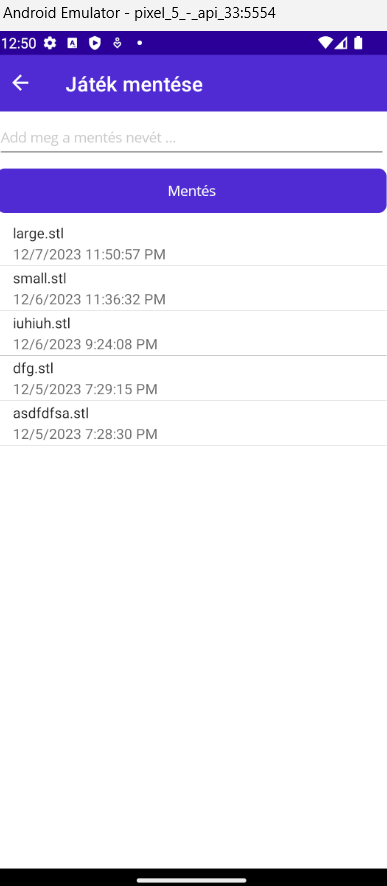 Android Emulator - pixel_5_-_api_33:5554
12:50
Játék mentése
Add meg a mentés nevét ...
Mentés
large.stl
12/7/2023 11:50:57 PM
small.stl
12/6/2023 11:36:32 PM
iuhiuh.stl
12/6/2023 9:24:08 PM
dfg.stl
12/5/2023 7:29:15 PM
asdfdfsa.stl
12/5/2023 7:28:30 PM